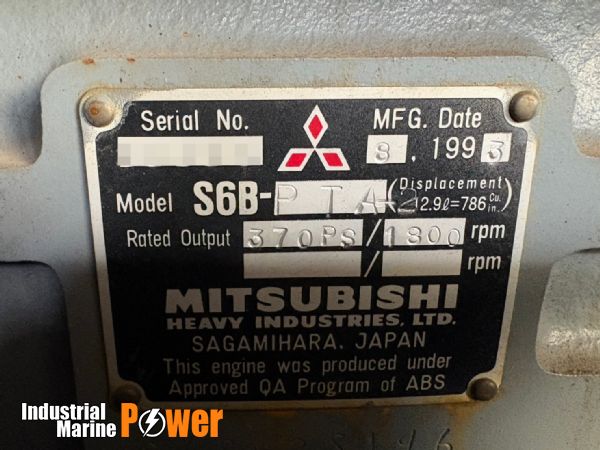 Serial No.
MFG. Date
8.1993
Model S6B-PTA-2 (Displacement 12.9ℓ=786 Cu. in.)
Rated Output 370PS/1800 rpm
/ rpm
MITSUBISHI
HEAVY INDUSTRIES, LTD.
SAGAMIHARA, JAPAN
This engine was produced under
Approved QA Program of ABS
Industrial
Marine Power